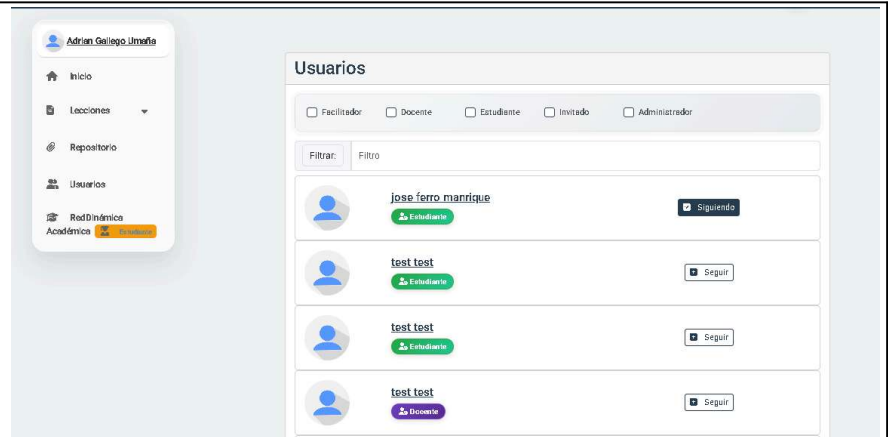 Adrian Gallego Umaña
Inicio
Lecciones
Repositorio
Usuarios
RedDinámica
Académica Estudiante
Usuarios
Facilitador Docente Estudiante Invitado Administrador
Filtrar: Filtro
jose ferro manrique
Estudiante
Siguiendo
test test
Estudiante
Seguir
test test
Estudiante
Seguir
test test
Docente
Seguir